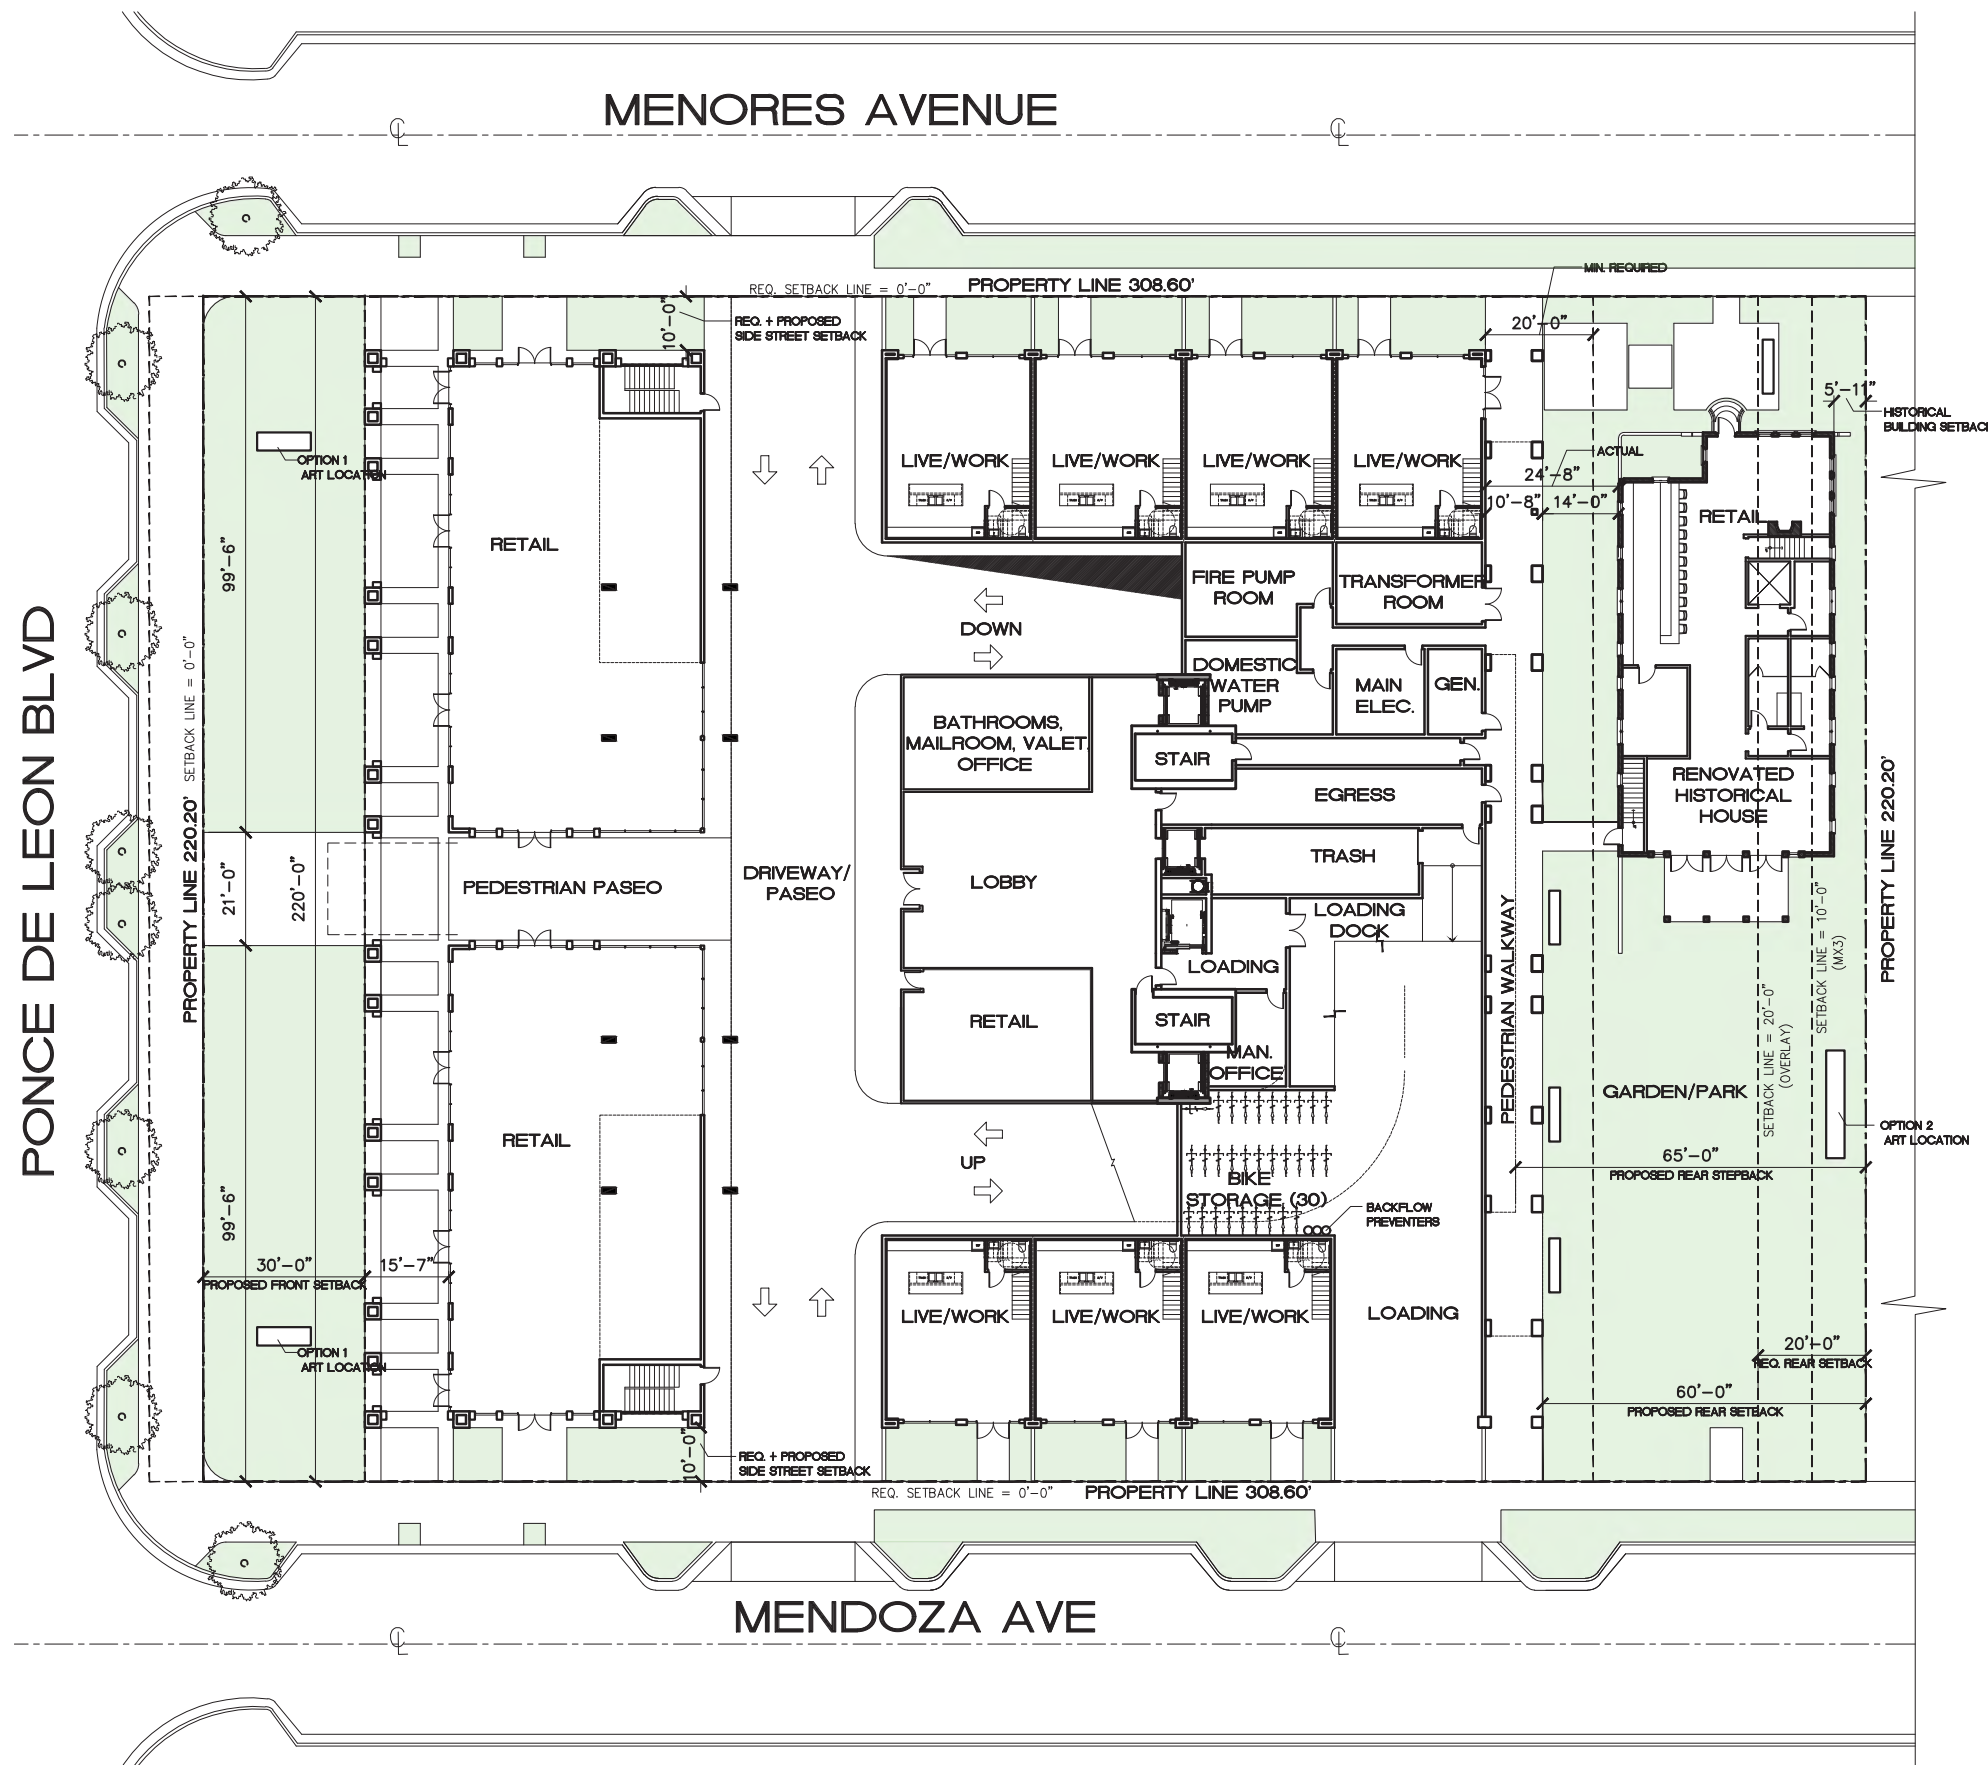 MENORES AVENUE
CL
CL
MIN. REQUIRED
REQ. SETBACK LINE = 0'-0"
PROPERTY LINE 308.60'
10'-0"
REQ. + PROPOSED
SIDE STREET SETBACK
20'-0"
5'-11"
HISTORICAL
BUILDING SETBACK
OPTION 1
ART LOCATION
LIVE/WORK
LIVE/WORK
LIVE/WORK
LIVE/WORK
ACTUAL
24'-8"
10'-8"
14'-0"
RETAIL
RETAIL
99'-6"
FIRE PUMP
ROOM
TRANSFORMER
ROOM
DOWN
DOMESTIC
WATER
PUMP
MAIN
ELEC.
GEN.
PONCE DE LEON BLVD
PROPERTY LINE 220.20'
SETBACK LINE = 0'-0"
BATHROOMS,
MAILROOM, VALET,
OFFICE
STAIR
EGRESS
RENOVATED
HISTORICAL
HOUSE
PROPERTY LINE 220.20'
21'-0"
220'-0"
PEDESTRIAN PASEO
DRIVEWAY/
PASEO
LOBBY
TRASH
LOADING
DOCK
LOADING
PEDESTRIAN WALKWAY
SETBACK LINE = 10'-0"
(MX3)
SETBACK LINE = 20'-0"
(OVERLAY)
RETAIL
STAIR
MAN.
OFFICE
GARDEN/PARK
OPTION 2
ART LOCATION
RETAIL
UP
65'-0"
PROPOSED REAR STEPBACK
BIKE
STORAGE (30)
BACKFLOW
PREVENTERS
99'-6"
30'-0"
15'-7"
PROPOSED FRONT SETBACK
LIVE/WORK
LIVE/WORK
LIVE/WORK
LOADING
OPTION 1
ART LOCATION
20'-0"
REQ. REAR SETBACK
60'-0"
PROPOSED REAR SETBACK
10'-0"
REQ. + PROPOSED
SIDE STREET SETBACK
REQ. SETBACK LINE = 0'-0"
PROPERTY LINE 308.60'
MENDOZA AVE
CL
CL